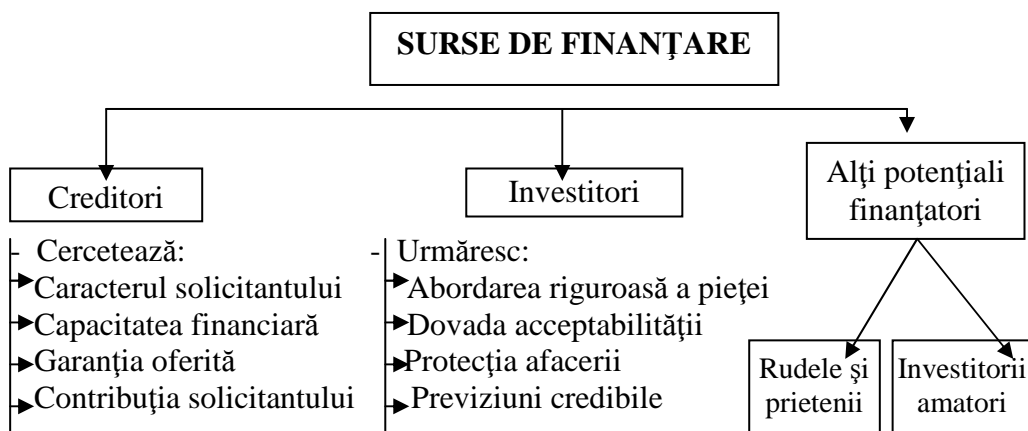 SURSE DE FINANŢARE
Creditori
- Cercetează:
Caracterul solicitantului
Capacitatea financiară
Garanţia oferită
Contribuţia solicitantului
Investitori
- Urmăresc:
Abordarea riguroasă a pieţei
Dovada acceptabilităţii
Protecţia afacerii
Previziuni credibile
Alţi potenţiali
finanţatori
Rudele şi
prietenii
Investitorii
amatori